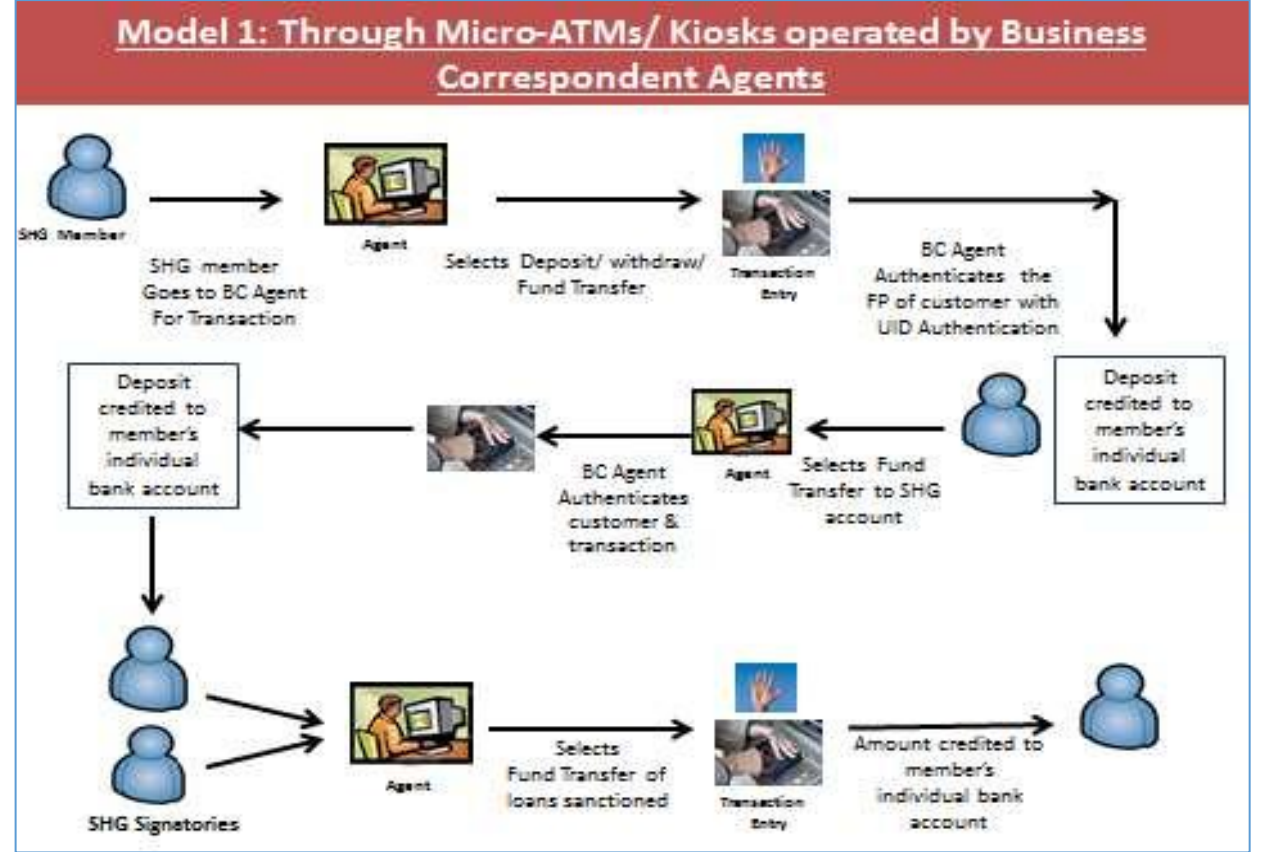 Model 1: Through Micro-ATMs/ Kiosks operated by Business
Correspondent Agents
SHG Member
SHG member
Goes to BC Agent
For Transaction
Agent
Selects Deposit/ withdraw/
Fund Transfer
Transaction
Entry
BC Agent
Authenticates the
FP of customer with
UID Authentication
Deposit
credited to
member's
individual
bank account
Selects Fund
Transfer to SHG
account
Agent
BC Agent
Authenticates
customer &
transaction
Deposit
credited to
member's
individual
bank account
SHG Signatories
Agent
Selects
Fund Transfer of
loans sanctioned
Transaction
Entry
Amount credited to
member's
individual bank
account